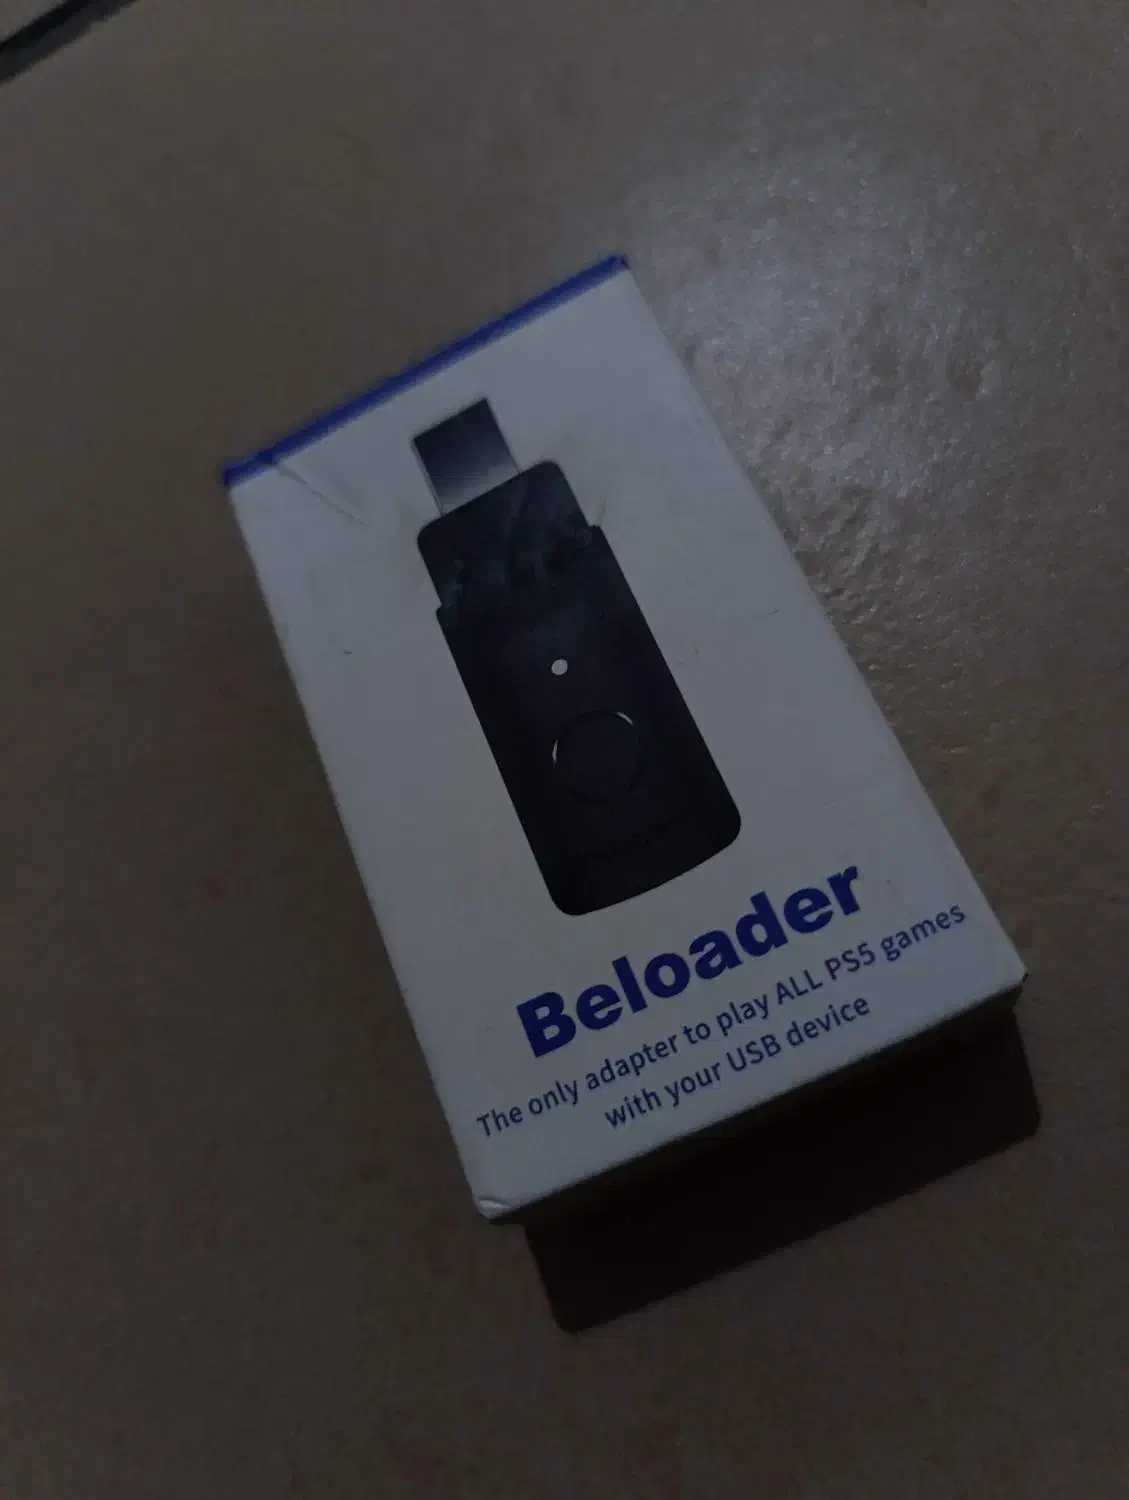 Beloader
The only adapter to play ALL PS5 games
with your USB device